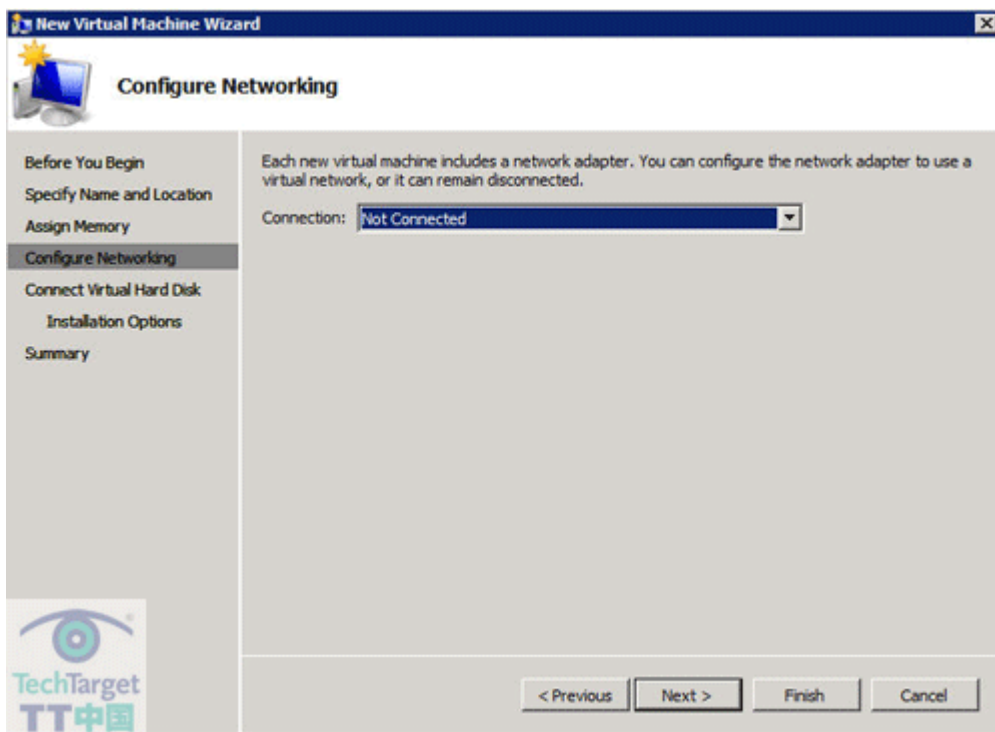 New Virtual Machine Wizard
Configure Networking
Before You Begin
Specify Name and Location
Assign Memory
Configure Networking
Connect Virtual Hard Disk
Installation Options
Summary
Each new virtual machine includes a network adapter. You can configure the network adapter to use a
virtual network, or it can remain disconnected.
Connection: Not Connected
< Previous
Next >
Finish
Cancel
TechTarget
TT中国